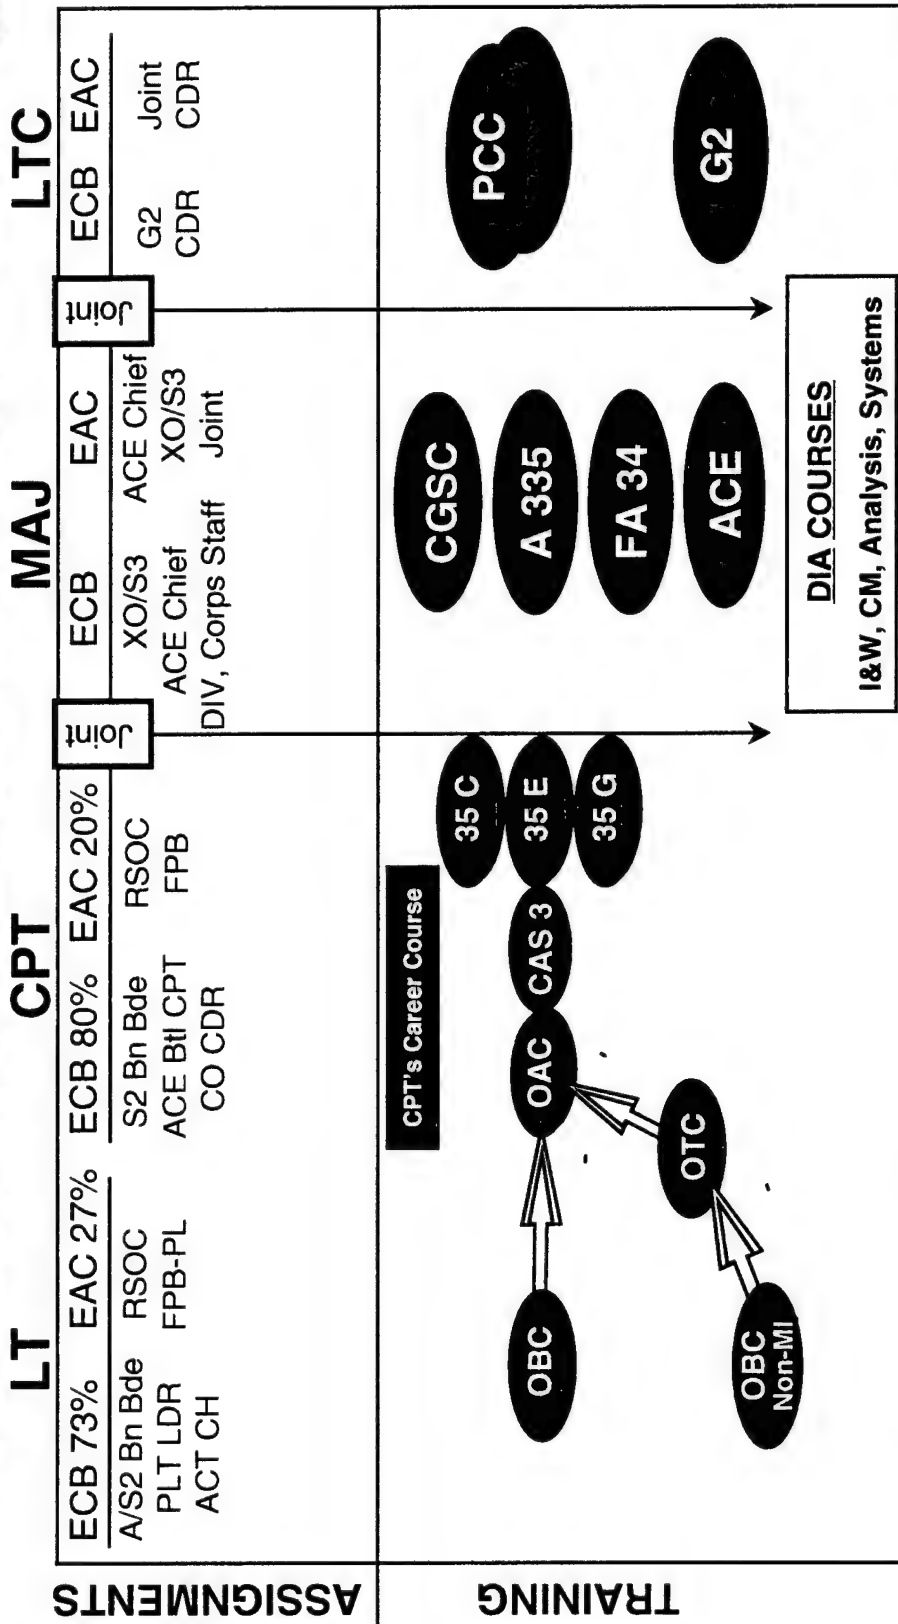 LT
CPT
MAJ
LTC
ASSIGNMENTS
ECB 73%
EAC 27%
A/S2 Bn Bde
PLT LDR
ACT CH
RSOC
FPB-PL
ECB 80%
EAC 20%
S2 Bn Bde
ACE Btl CPT
CO CDR
RSOC
FPB
Joint
ECB
EAC
XO/S3
ACE Chief
DIV, Corps Staff
ACE Chief
XO/S3
Joint
Joint
ECB
EAC
G2
CDR
Joint
CDR
TRAINING
OBC
OBC
Non-MI
OTC
CPT's Career Course
OAC
CAS 3
35 C
35 E
35 G
CGSC
A 335
FA 34
ACE
PCC
G2
DIA COURSES
I&W, CM, Analysis, Systems